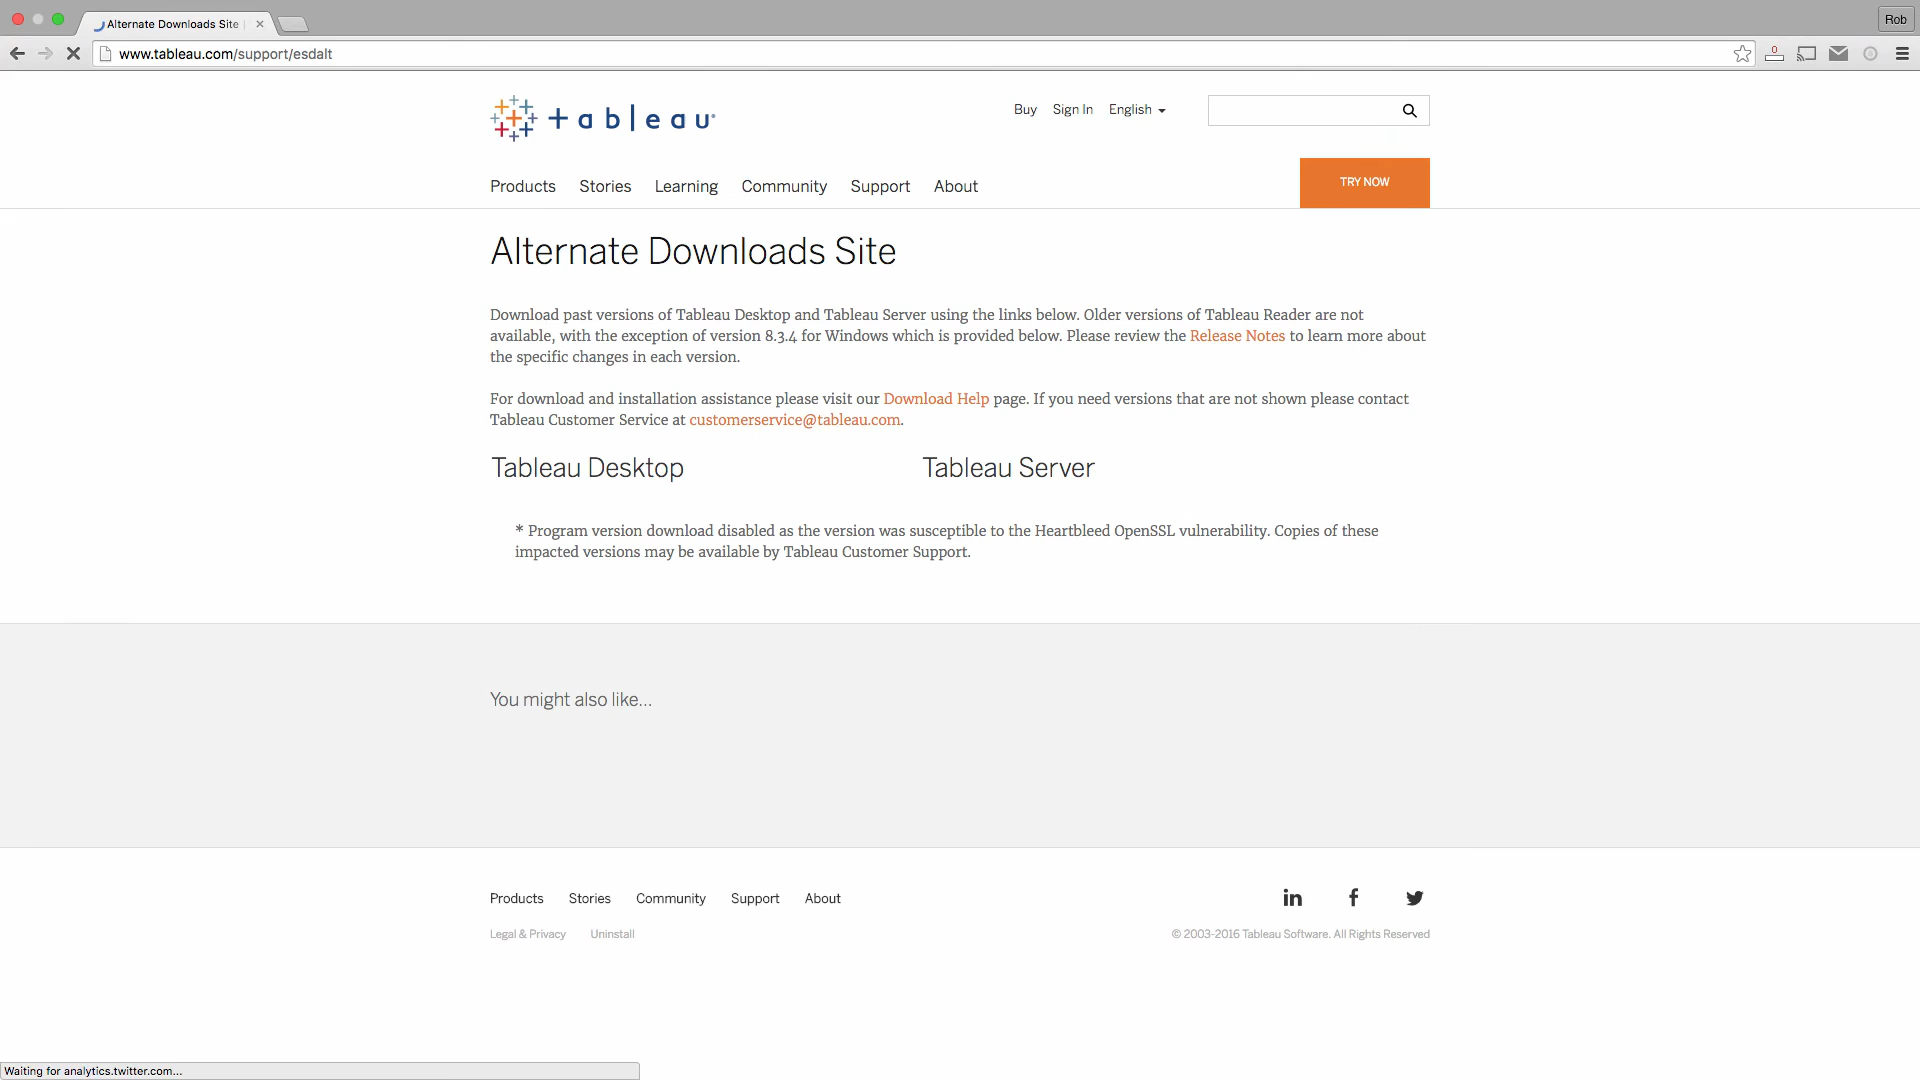 Alternate Downloads Site
Rob
www.tableau.com/support/esdalt
0
+ a b l e a u
Buy Sign In English
Products Stories Learning Community Support About
TRY NOW
Alternate Downloads Site
Download past versions of Tableau Desktop and Tableau Server using the links below. Older versions of Tableau Reader are not
available, with the exception of version 8.3.4 for Windows which is provided below. Please review the Release Notes to learn more about
the specific changes in each version.
For download and installation assistance please visit our Download Help page. If you need versions that are not shown please contact
Tableau Customer Service at customerservice@tableau.com.
Tableau Desktop Tableau Server
* Program version download disabled as the version was susceptible to the Heartbleed OpenSSL vulnerability. Copies of these
impacted versions may be available by Tableau Customer Support.
You might also like...
Products Stories Community Support About
Legal & Privacy Uninstall © 2003-2016 Tableau Software. All Rights Reserved
Waiting for analytics.twitter.com...